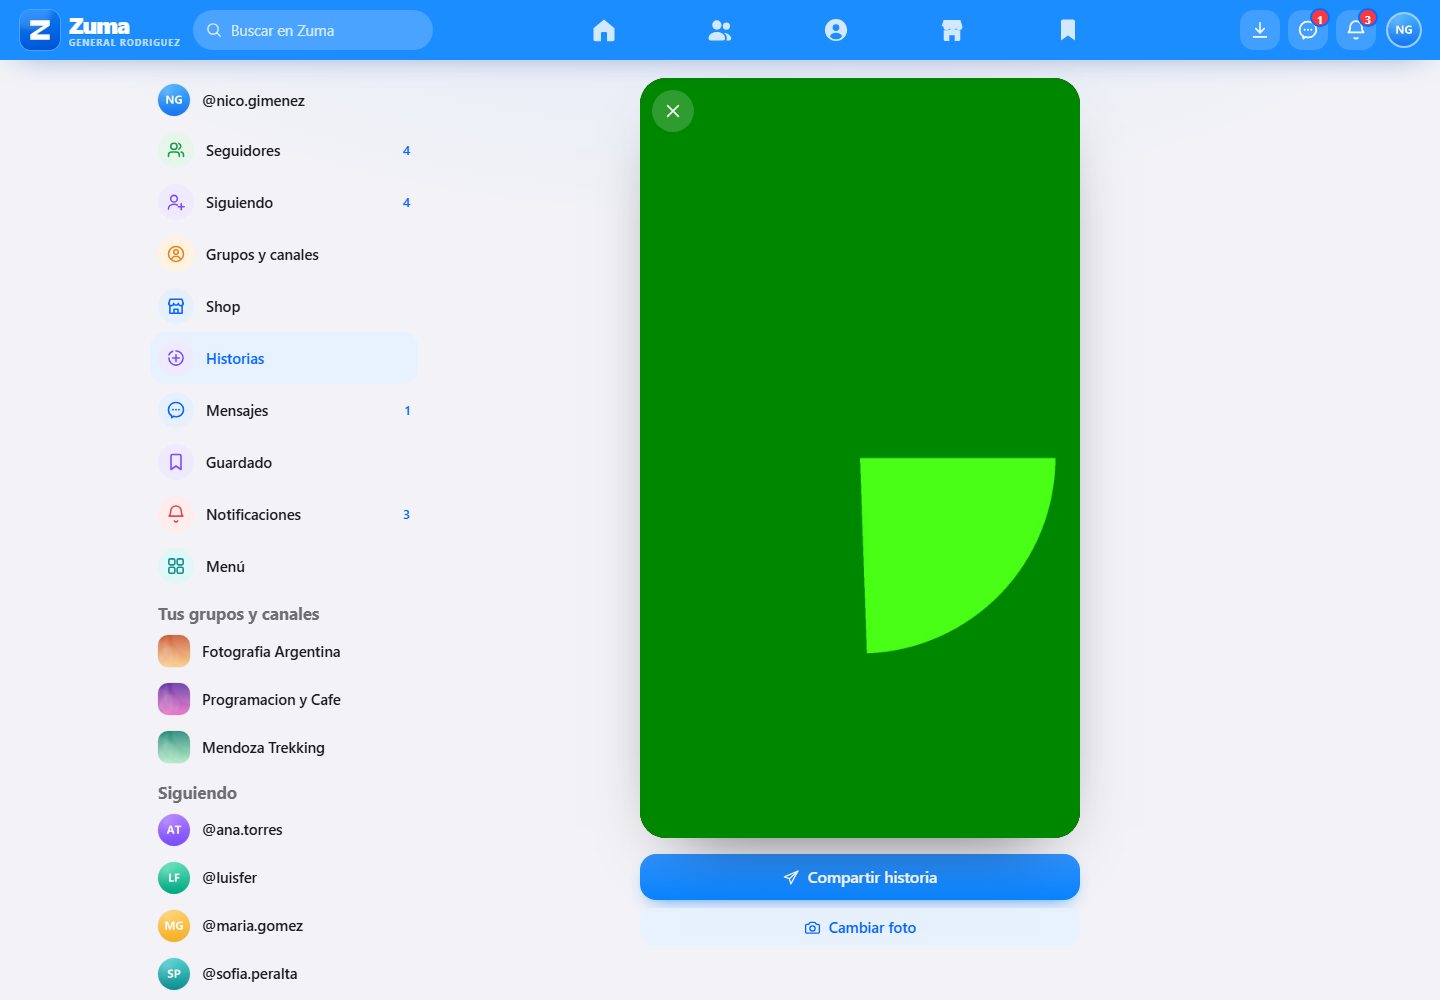 Zuma
GENERAL RODRIGUEZ
Buscar en Zuma
1
3
NG
NG
@nico.gimenez
Seguidores
4
Siguiendo
4
Grupos y canales
Shop
Historias
Mensajes
1
Guardado
Notificaciones
3
Menú
Tus grupos y canales
Fotografia Argentina
Programacion y Cafe
Mendoza Trekking
Siguiendo
AT
@ana.torres
LF
@luisfer
MG
@maria.gomez
SP
@sofia.peralta
Compartir historia
Cambiar foto